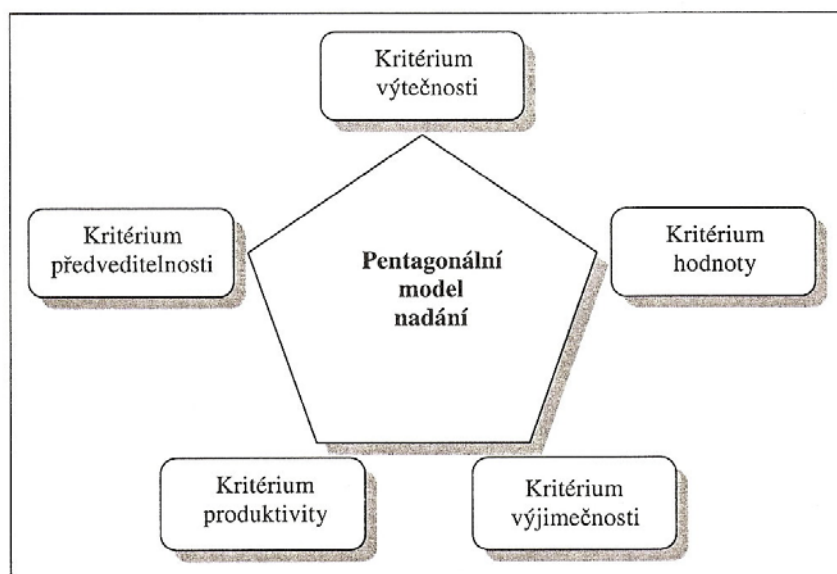 Kritérium
výtečnosti
Kritérium
předveditelnosti
Pentagonální
model
nadání
Kritérium
hodnoty
Kritérium
produktivity
Kritérium
výjimečnosti